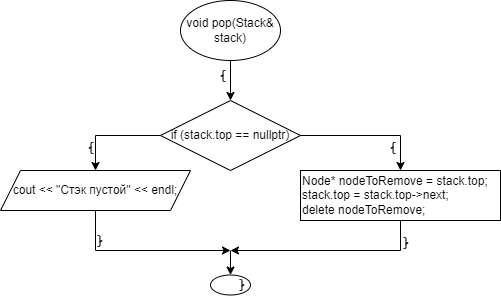 void pop(Stack&
stack)
{
if (stack.top == nullptr)
{
{
cout << "Стэк пустой" << endl;
Node* nodeToRemove = stack.top;
stack.top = stack.top->next;
delete nodeToRemove;
}
}
}